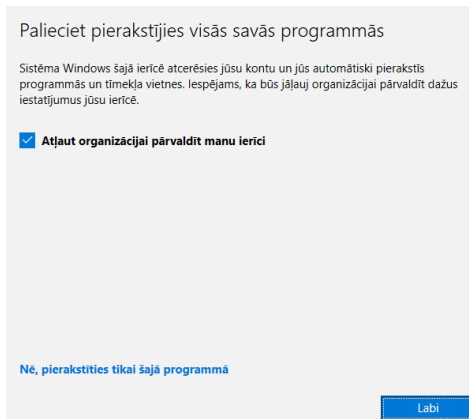 Palieciet pierakstījies visās savās programmās
Sistēma Windows šajā ierīcē atcerēsies jūsu kontu un jūs automātiski pierakstīs
programmās un tīmekļa vietnes. Iespējams, ka būs jāļauj organizācijai pārvaldīt dažus
iestatījumus jūsu ierīcē.
Atļaut organizācijai pārvaldīt manu ierīci
Nē, pierakstīties tikai šajā programmā
Labi